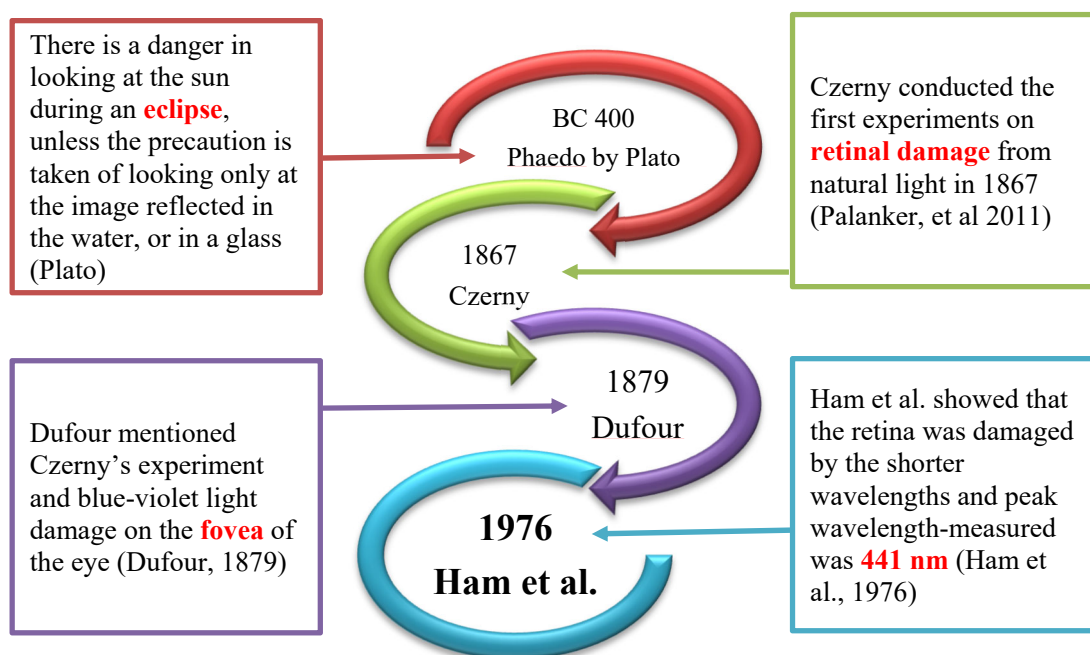 There is a danger in
looking at the sun
during an eclipse,
unless the precaution is
taken of looking only at
the image reflected in
the water, or in a glass
(Plato)
BC 400
Phaedo by Plato
Czerny conducted the
first experiments on
retinal damage from
natural light in 1867
(Palanker, et al 2011)
1867
Czerny
Dufour mentioned
Czerny’s experiment
and blue-violet light
damage on the fovea of
the eye (Dufour, 1879)
1879
Dufour
1976
Ham et al.
Ham et al. showed that
the retina was damaged
by the shorter
wavelengths and peak
wavelength-measured
was 441 nm (Ham et
al., 1976)